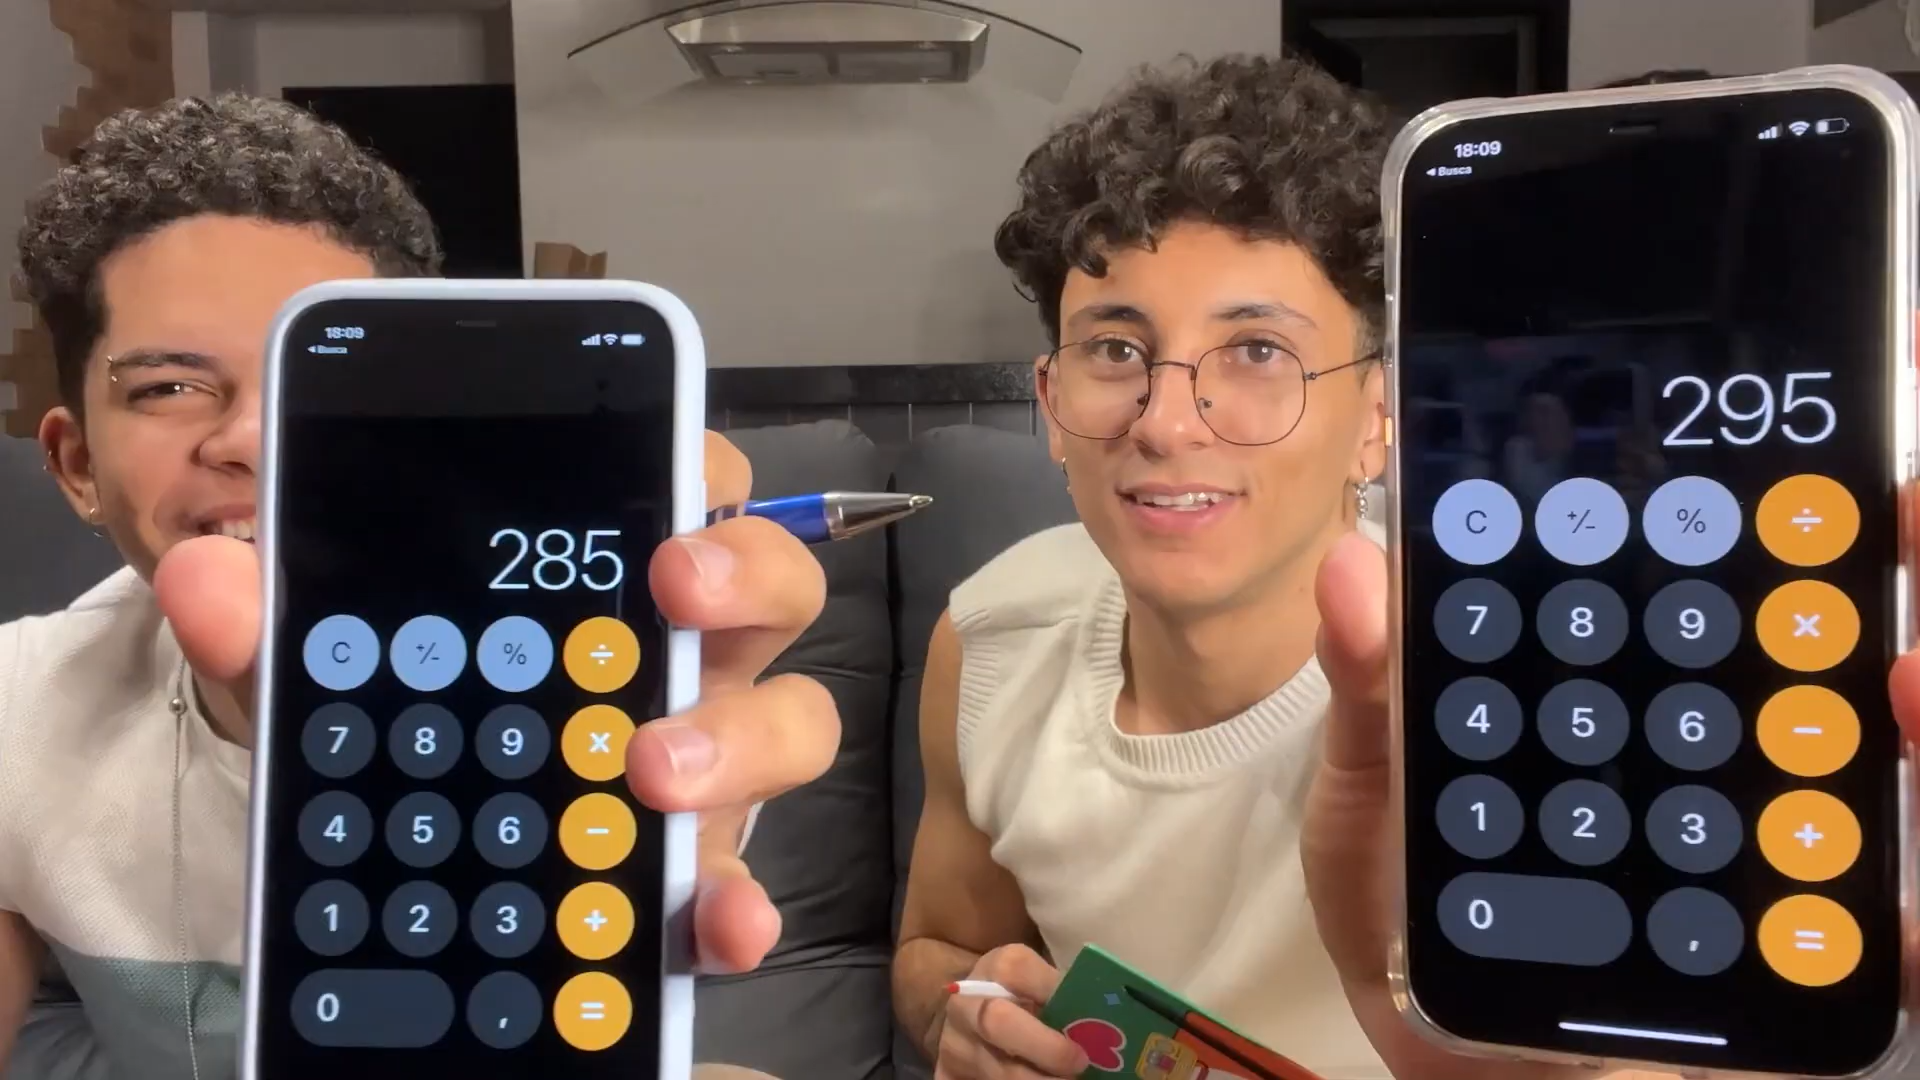 18:09
◀ Busca
285
C +/- % ÷
7 8 9 ×
4 5 6 −
1 2 3 +
0 , =
18:09
◀ Busca
295
C +/- % ÷
7 8 9 ×
4 5 6 −
1 2 3 +
0 , =